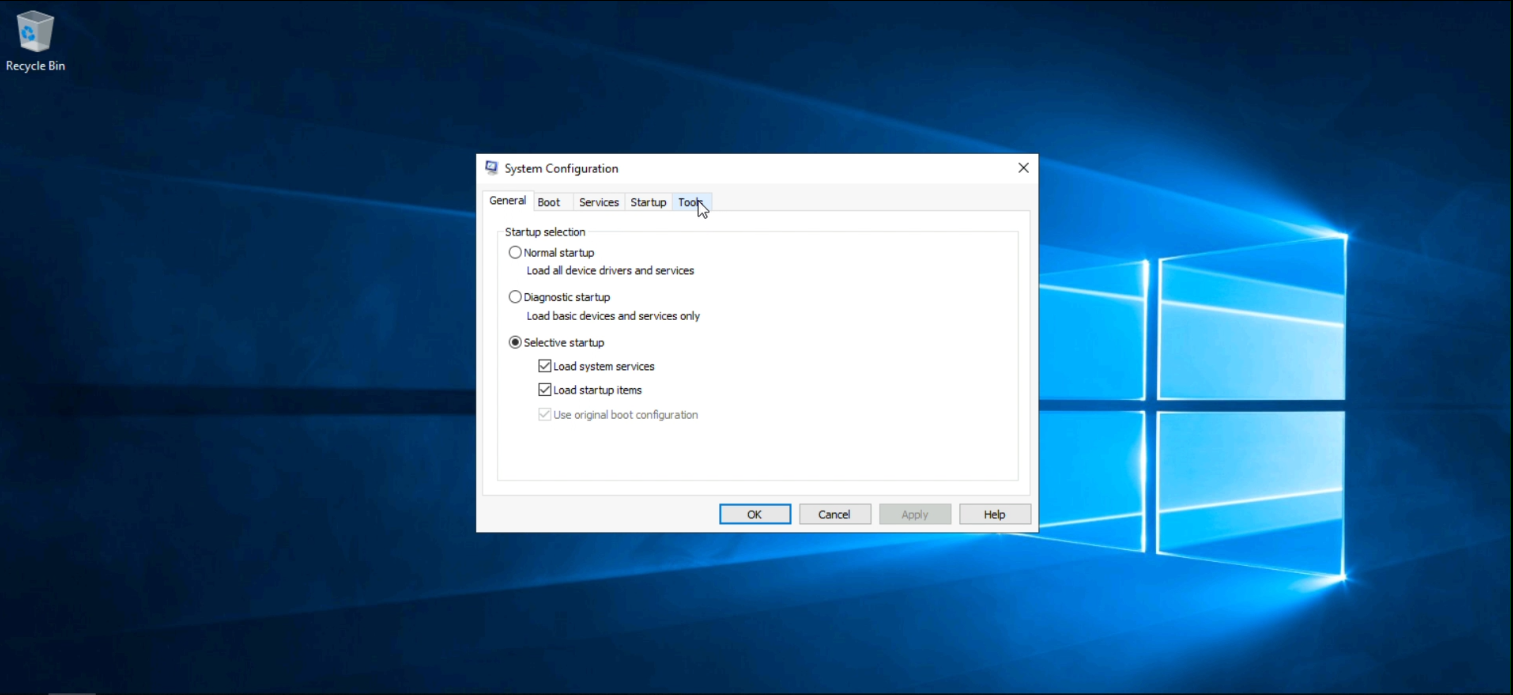 Recycle Bin
System Configuration
General Boot Services Startup Tools
Startup selection
Normal startup
Load all device drivers and services
Diagnostic startup
Load basic devices and services only
Selective startup
Load system services
Load startup items
Use original boot configuration
OK Cancel Apply Help